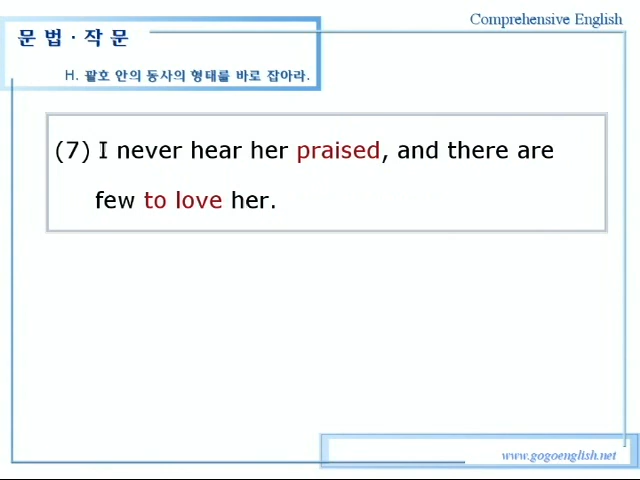 Comprehensive English
문 법 · 작 문
H. 괄호 안의 동사의 형태를 바로 잡아라.
(7) I never hear her praised, and there are
few to love her.
www.gogoenglish.net